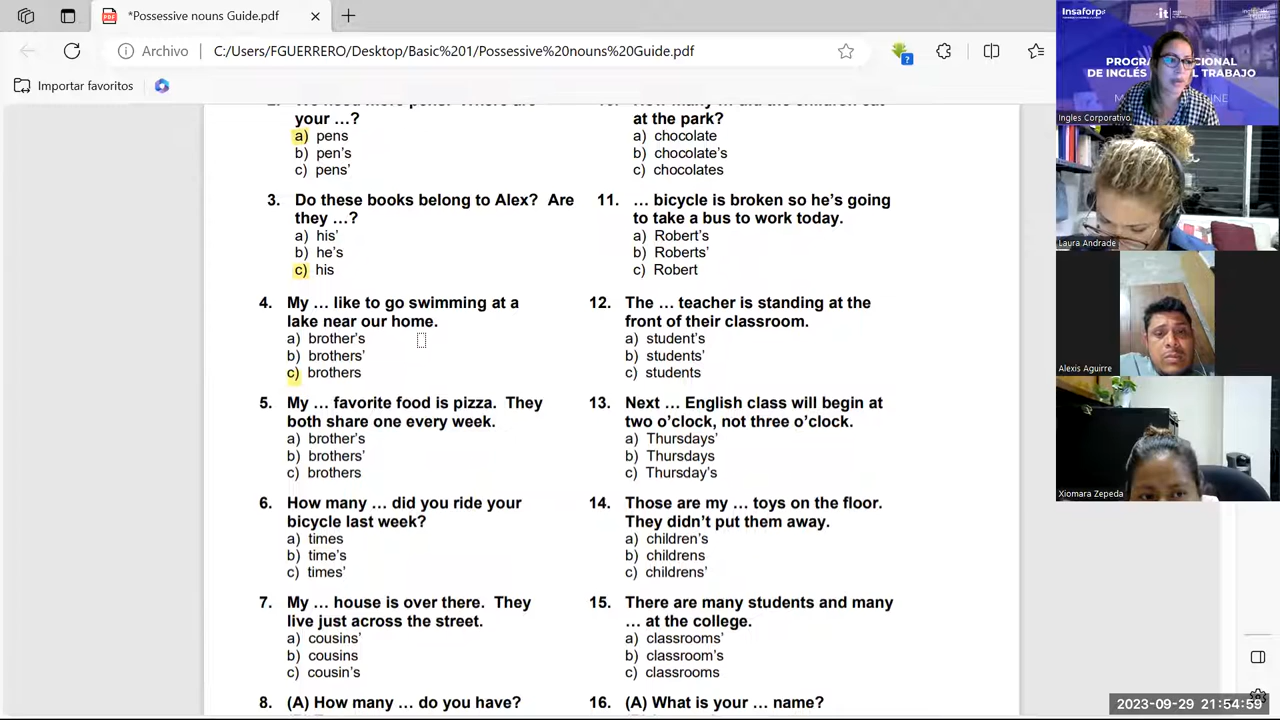 *Possessive nouns Guide.pdf
Archivo
C:/Users/FGUERRERO/Desktop/Basic%201/Possessive%20nouns%20Guide.pdf
Importar favoritos
your …?
a) pens
b) pen's
c) pens'
3. Do these books belong to Alex? Are
they …?
a) his'
b) he's
c) his
4. My … like to go swimming at a
lake near our home.
a) brother's
b) brothers'
c) brothers
5. My … favorite food is pizza. They
both share one every week.
a) brother's
b) brothers'
c) brothers
6. How many … did you ride your
bicycle last week?
a) times
b) time's
c) times'
7. My … house is over there. They
live just across the street.
a) cousins'
b) cousins
c) cousin's
8. (A) How many … do you have?
at the park?
a) chocolate
b) chocolate's
c) chocolates
11. … bicycle is broken so he's going
to take a bus to work today.
a) Robert's
b) Roberts'
c) Robert
12. The … teacher is standing at the
front of their classroom.
a) student's
b) students'
c) students
13. Next … English class will begin at
two o'clock, not three o'clock.
a) Thursdays'
b) Thursdays
c) Thursday's
14. Those are my … toys on the floor.
They didn't put them away.
a) children's
b) childrens
c) childrens'
15. There are many students and many
… at the college.
a) classrooms'
b) classroom's
c) classrooms
16. (A) What is your … name?
Insaforp
Ingles Corporativo
Laura Andrade
Alexis Aguirre
Xiomara Zepeda
2023-09-29 21:54:59